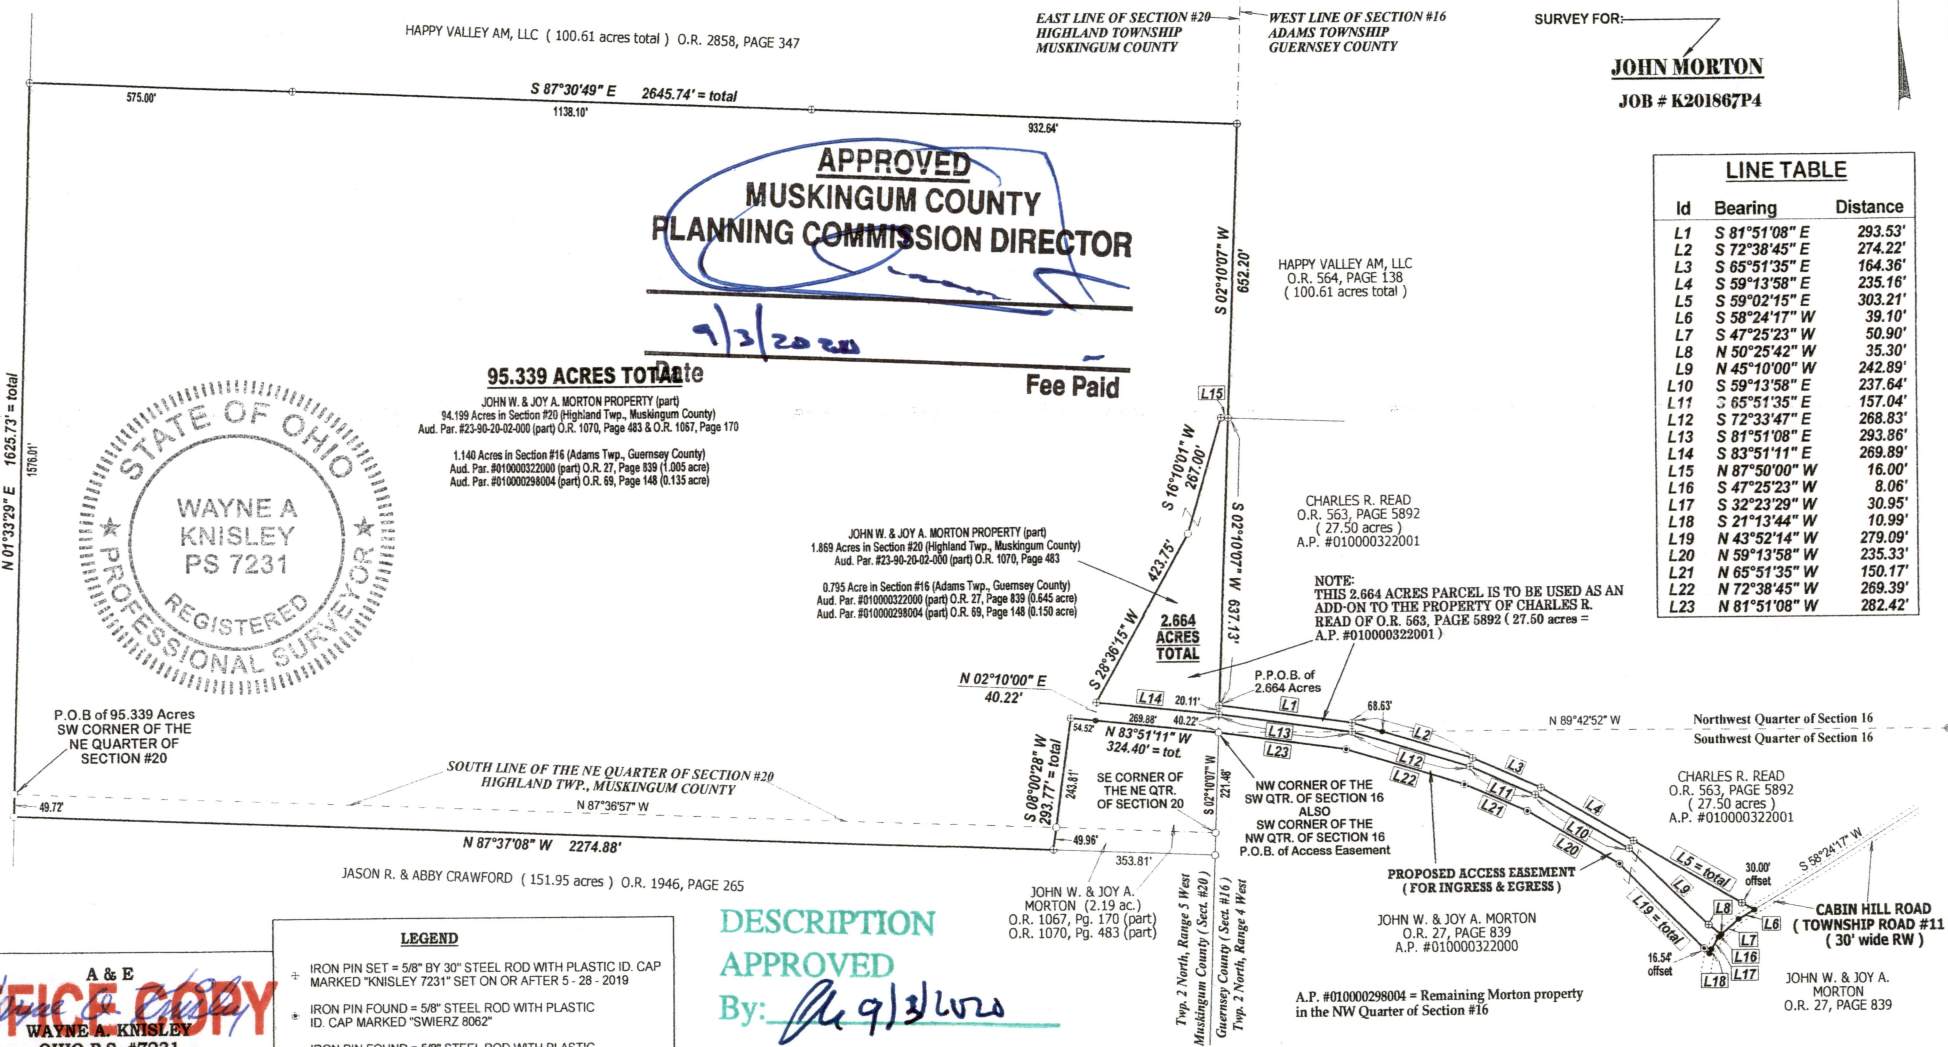 HAPPY VALLEY AM, LLC ( 100.61 acres total ) O.R. 2858, PAGE 347
EAST LINE OF SECTION #20
HIGHLAND TOWNSHIP
MUSKINGUM COUNTY
WEST LINE OF SECTION #16
ADAMS TOWNSHIP
GUERNSEY COUNTY
SURVEY FOR:
JOHN MORTON
JOB # K201867P4
575.00'
S 87°30'49" E 2645.74' = total
1138.10'
932.64'
APPROVED
MUSKINGUM COUNTY
PLANNING COMMISSION DIRECTOR
9/3/2020
Date
Fee Paid
LINE TABLE
Id Bearing Distance
L1 S 81°51'08" E 293.53'
L2 S 72°38'45" E 274.22'
L3 S 65°51'35" E 164.36'
L4 S 59°13'58" E 235.16'
L5 S 59°02'15" E 303.21'
L6 S 58°24'17" W 39.10'
L7 S 47°25'23" W 50.90'
L8 N 50°25'42" W 35.30'
L9 N 45°10'00" W 242.89'
L10 S 59°13'58" E 237.64'
L11 S 65°51'35" E 157.04'
L12 S 72°33'47" E 268.83'
L13 S 81°51'08" E 293.86'
L14 S 83°51'11" E 269.89'
L15 N 87°50'00" W 16.00'
L16 S 47°25'23" W 8.06'
L17 S 32°23'29" W 30.95'
L18 S 21°13'44" W 10.99'
L19 N 43°52'14" W 279.09'
L20 N 59°13'58" W 235.33'
L21 N 65°51'35" W 150.17'
L22 N 72°38'45" W 269.39'
L23 N 81°51'08" W 282.42'
S 02°10'07" W
652.20'
HAPPY VALLEY AM, LLC
O.R. 564, PAGE 138
( 100.61 acres total )
N 01°33'29" E 1625.73' = total
1576.01'
95.339 ACRES TOTAL
JOHN W. & JOY A. MORTON PROPERTY (part)
94.199 Acres in Section #20 (Highland Twp., Muskingum County)
Aud. Par. #23-90-20-02-000 (part) O.R. 1070, Page 483 & O.R. 1067, Page 170
1.140 Acres in Section #16 (Adams Twp., Guernsey County)
Aud. Par. #010000322000 (part) O.R. 27, Page 839 (1.005 acre)
Aud. Par. #010000298004 (part) O.R. 69, Page 148 (0.135 acre)
STATE OF OHIO
WAYNE A
KNISLEY
PS 7231
REGISTERED
PROFESSIONAL SURVEYOR
L15
S 16°10'01" W
267.00'
CHARLES R. READ
O.R. 563, PAGE 5892
( 27.50 acres )
A.P. #010000322001
S 02°10'07" W 637.13'
JOHN W. & JOY A. MORTON PROPERTY (part)
1.869 Acres in Section #20 (Highland Twp., Muskingum County)
Aud. Par. #23-90-20-02-000 (part) O.R. 1070, Page 483
0.795 Acre in Section #16 (Adams Twp., Guernsey County)
Aud. Par. #010000322000 (part) O.R. 27, Page 839 (0.645 acre)
Aud. Par. #010000298004 (part) O.R. 69, Page 148 (0.150 acre)
S 28°36'15" W 423.75'
2.664
ACRES
TOTAL
NOTE:
THIS 2.664 ACRES PARCEL IS TO BE USED AS AN
ADD-ON TO THE PROPERTY OF CHARLES R.
READ OF O.R. 563, PAGE 5892 ( 27.50 acres =
A.P. #010000322001 )
N 02°10'00" E
40.22'
P.P.O.B. of
2.664 Acres
L14
20.11'
L1
68.63'
54.52'
269.88'
40.22'
N 83°51'11" W
324.40' = tot.
L13
L23
L2
L12
L22
L3
L11
L21
L4
L10
L20
N 89°42'52" W
Northwest Quarter of Section 16
Southwest Quarter of Section 16
P.O.B of 95.339 Acres
SW CORNER OF THE
NE QUARTER OF
SECTION #20
49.72'
SOUTH LINE OF THE NE QUARTER OF SECTION #20
HIGHLAND TWP., MUSKINGUM COUNTY
N 87°36'57" W
S 08°00'28" W
293.77' = total
243.81'
SE CORNER OF
THE NE QTR.
OF SECTION 20
S 02°10'07" W
221.46'
NW CORNER OF THE
SW QTR. OF SECTION 16
ALSO
SW CORNER OF THE
NW QTR. OF SECTION 16
P.O.B. of Access Easement
CHARLES R. READ
O.R. 563, PAGE 5892
( 27.50 acres )
A.P. #010000322001
N 87°37'08" W 2274.88'
49.96'
353.81'
JASON R. & ABBY CRAWFORD ( 151.95 acres ) O.R. 1946, PAGE 265
PROPOSED ACCESS EASEMENT
( FOR INGRESS & EGRESS )
L5 = total
L9
L19 = total
30.00'
offset
S 58°24'17" W
JOHN W. & JOY A.
MORTON (2.19 ac.)
O.R. 1067, Pg. 170 (part)
O.R. 1070, Pg. 483 (part)
JOHN W. & JOY A. MORTON
O.R. 27, PAGE 839
A.P. #010000322000
L8
L6
L7
L16
L17
L18
16.54'
offset
CABIN HILL ROAD
( TOWNSHIP ROAD #11
( 30' wide RW )
JOHN W. & JOY A.
MORTON
O.R. 27, PAGE 839
Twp. 2 North, Range 5 West
Muskingum County ( Sect. #20 )
Guernsey County ( Sect. #16 )
Twp. 2 North, Range 4 West
A.P. #010000298004 = Remaining Morton property
in the NW Quarter of Section #16
DESCRIPTION
APPROVED
By: 9/3/2020
LEGEND
IRON PIN SET = 5/8" BY 30" STEEL ROD WITH PLASTIC ID. CAP
MARKED "KNISLEY 7231" SET ON OR AFTER 5 - 28 - 2019
IRON PIN FOUND = 5/8" STEEL ROD WITH PLASTIC
ID. CAP MARKED "SWIERZ 8062"
IRON PIN FOUND = 5/8" STEEL ROD WITH PLASTIC
A & E
FICE COPY
WAYNE A. KNISLEY
OHIO P.S. #7231